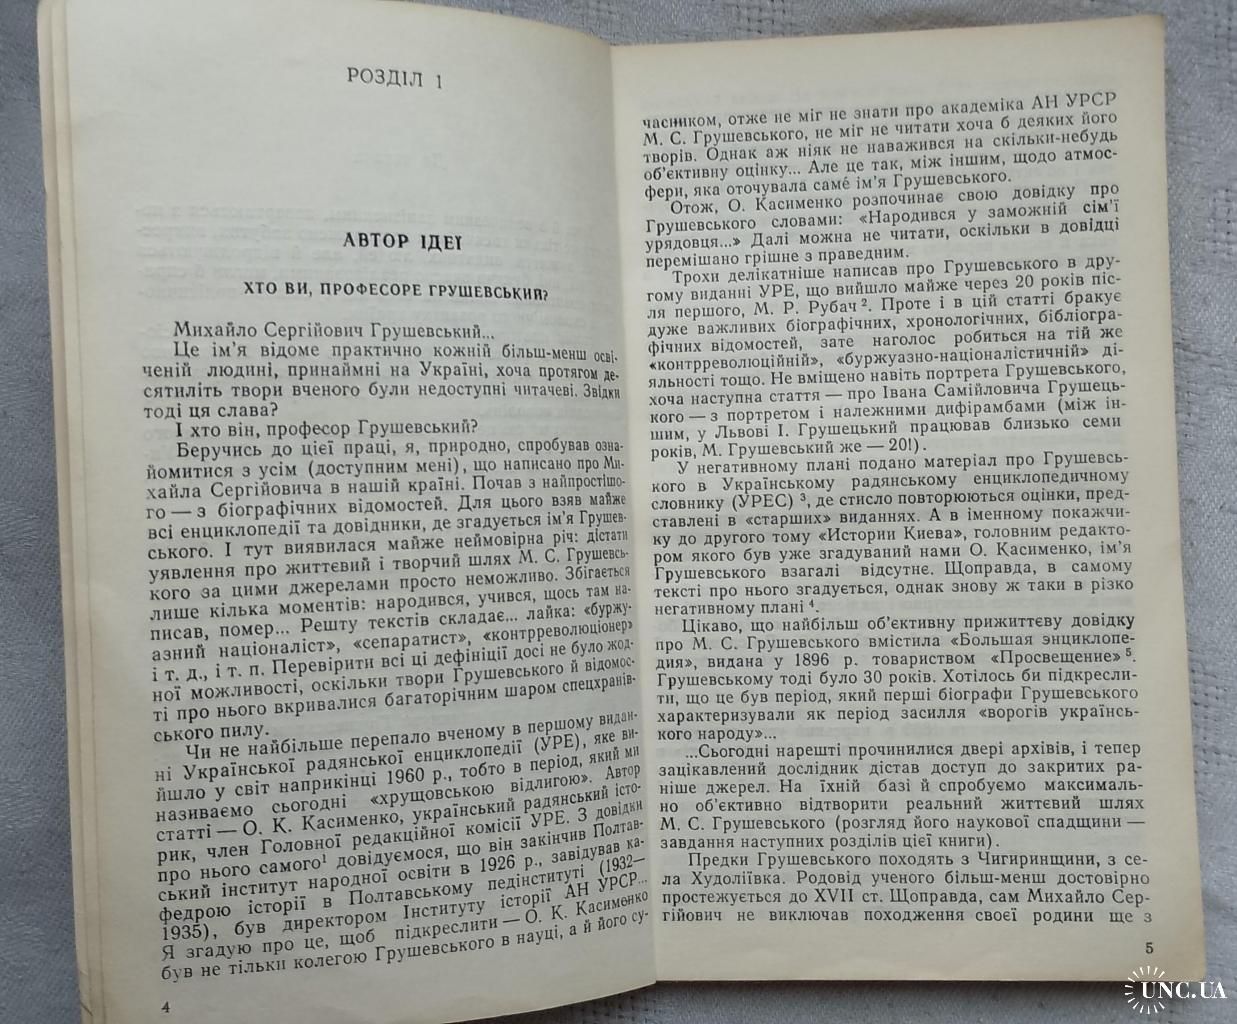 РОЗДІЛ 1
АВТОР ІДЕЇ
ХТО ВИ, ПРОФЕСОРЕ ГРУШЕВСЬКИЙ?
Михайло Сергійович Грушевський...
Це ім’я відоме практично кожній більш-менш осві-
ченій людині, принаймні на Україні, хоча протягом де-
сятиліть твори вченого були недоступні читачеві. Звідки
тоді ця слава?
І хто він, професор Грушевський?
Беручись до цієї праці, я, природно, спробував озна-
йомитися з усім (доступним мені), що написано про Ми-
хайла Сергійовича в нашій країні. Почав з найпростішо-
го — з біографічних відомостей. Для цього взяв майже
всі енциклопедії та довідники, де згадується ім’я Грушев-
ського. І тут виявилася майже неймовірна річ: дістати
уявлення про життєвий і творчий шлях М. С. Грушевсь-
кого за цими джерелами просто неможливо. Збігається
лише кілька моментів: народився, учився, щось там на-
писав, помер... Решту текстів складає... лайка: «буржу-
азний націоналіст», «сепаратист», «контрреволюціонер»
і т. д., і т. п. Перевірити всі ці дефініції досі не було жод-
ної можливості, оскільки твори Грушевського й відомос-
ті про нього вкривалися багаторічним шаром спецхранів-
ського пилу.
Чи не найбільше перепало вченому в першому видан-
ні Української радянської енциклопедії (УРЕ), яке ви-
йшло у світ наприкінці 1960 р., тобто в період, який ми
називаємо сьогодні «хрущовською відлигою». Автор
статті — О. К. Касименко, український радянський істо-
рик, член Головної редакційної комісії УРЕ. З довідки
про нього самого¹ довідуємося, що він закінчив Полтав-
ський інститут народної освіти в 1926 р., завідував ка-
федрою історії в Полтавському педінституті (1932—
1935), був директором Інституту історії АН УРСР...
Я згадую про це, щоб підкреслити — О. К. Касименко
був не тільки колегою Грушевського в науці, а й його су-
4
часником, отже не міг не знати про академіка АН УРСР
М. С. Грушевського, не міг не читати хоча б деяких його
творів. Однак аж ніяк не наважився на скільки-небудь
об’єктивну оцінку... Але це так, між іншим, щодо атмос-
фери, яка оточувала саме́ ім’я Грушевського.
Отож, О. Касименко розпочинає свою довідку про
Грушевського словами: «Народився у заможній сім’ї
урядовця...» Далі можна не читати, оскільки в довідці
перемішано грішне з праведним.
Трохи делікатніше написав про Грушевського в дру-
гому виданні УРЕ, що вийшло майже через 20 років піс-
ля першого, М. Р. Рубач². Проте і в цій статті бракує
дуже важливих біографічних, хронологічних, бібліогра-
фічних відомостей, зате наголос робиться на тій же
«контрреволюційній», «буржуазно-націоналістичній» ді-
яльності тощо. Не вміщено навіть портрета Грушевського,
хоча наступна стаття — про Івана Самійловича Грушець-
кого — з портретом і належними дифірамбами (між ін-
шим, у Львові І. Грушецький працював близько семи
років, М. Грушевський же — 20!).
У негативному плані подано матеріал про Грушевсь-
кого в Українському радянському енциклопедичному
словнику (УРЕС) ³, де стисло повторюються оцінки, пред-
ставлені в «старших» виданнях. А в іменному покажчи-
ку до другого тому «Истории Киева», головним редакто-
ром якого був уже згадуваний нами О. Касименко, ім’я
Грушевського взагалі відсутнє. Щоправда, в самому
тексті про нього згадується, однак знову ж таки в різко
негативному плані ⁴.
Цікаво, що найбільш об’єктивну прижиттєву довідку
про М. С. Грушевського вмістила «Большая энциклопе-
дия», видана у 1896 р. товариством «Просвещение» ⁵.
Грушевському тоді було 30 років. Хотілось би підкресли-
ти, що це був період, який перші біографи Грушевського
характеризували як період засилля «ворогів українсь-
кого народу»...
...Сьогодні нарешті прочинилися двері архівів, і тепер
зацікавлений дослідник дістав доступ до закритих ра-
ніше джерел. На їхній базі й спробуємо максималь-
но об’єктивно відтворити реальний життєвий шлях
М. С. Грушевського (розгляд його наукової спадщини —
завдання наступних розділів цієї книги).
Предки Грушевського походять з Чигиринщини, з се-
ла Худоліївка. Родовід ученого більш-менш достовірно
простежується до XVII ст. Щоправда, сам Михайло Сер-
гійович не виключав походження своєї родини ще з
5
UNC.UA